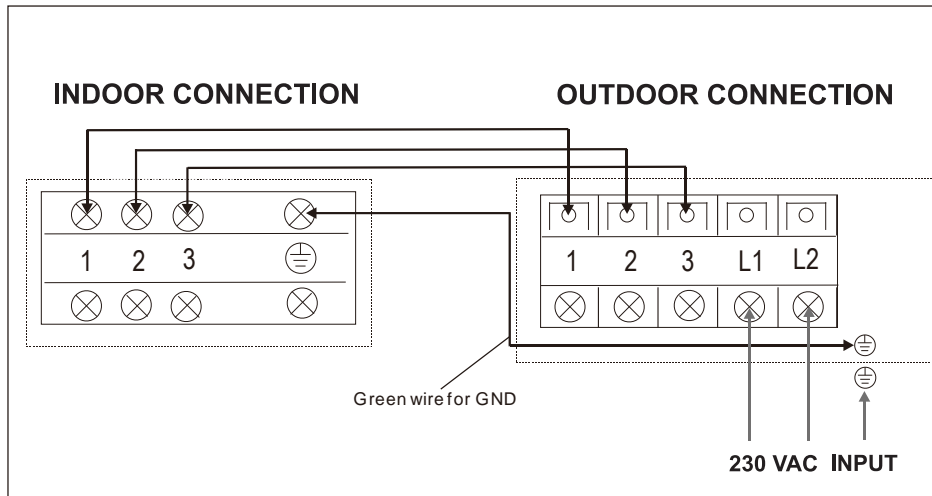 INDOOR CONNECTION
OUTDOOR CONNECTION
1 2 3
1 2 3 L1 L2
Green wire for GND
230 VAC INPUT